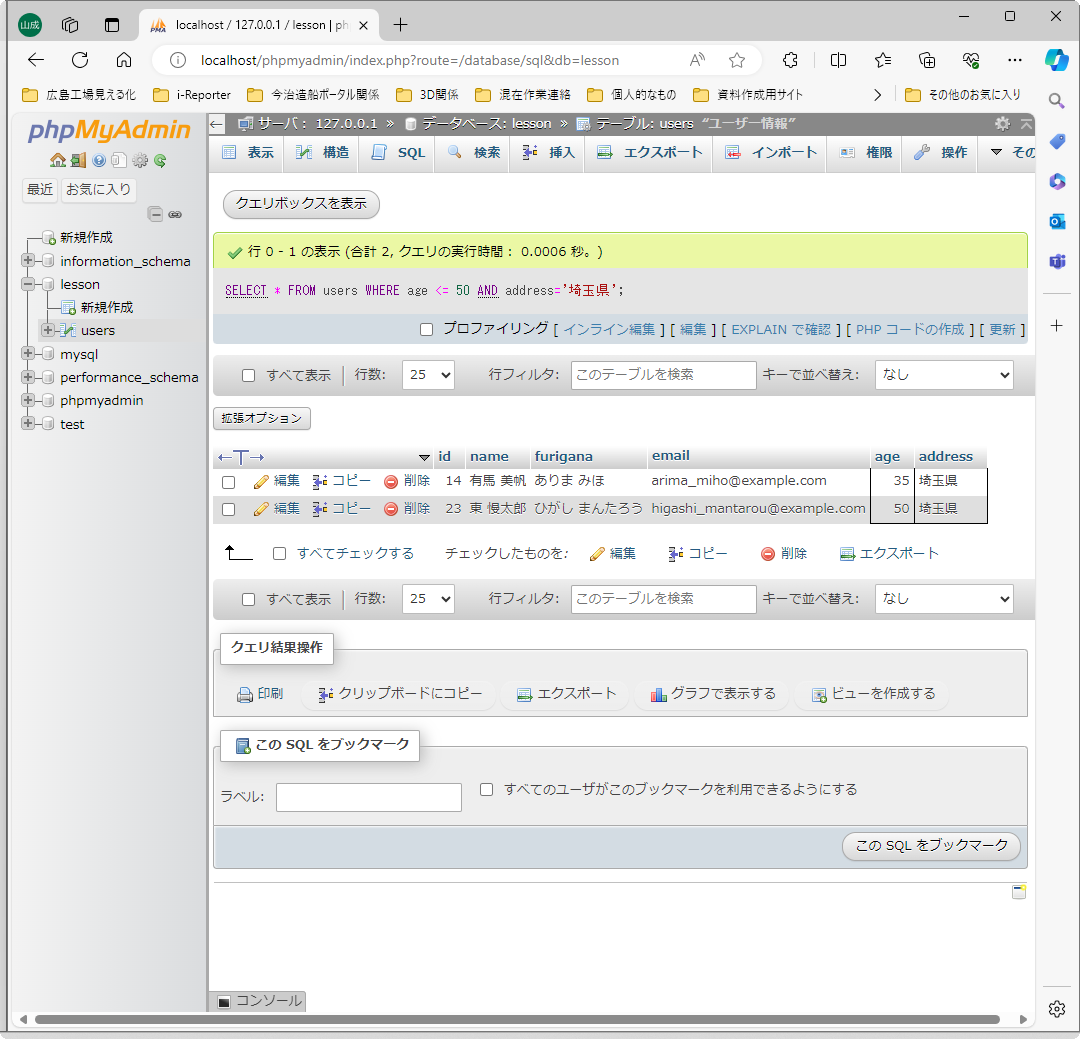 山成
localhost / 127.0.0.1 / lesson | ph
localhost/phpmyadmin/index.php?route=/database/sql&db=lesson
広島工場見える化 i-Reporter 今治造船ポータル関係 3D関係 混在作業連絡 個人的なもの 資料作成用サイト その他のお気に入り
phpMyAdmin
最近 お気に入り
新規作成
information_schema
lesson
新規作成
users
mysql
performance_schema
phpmyadmin
test
サーバ: 127.0.0.1 » データベース: lesson » テーブル: users “ユーザー情報”
表示 構造 SQL 検索 挿入 エクスポート インポート 権限 操作 その
クエリボックスを表示
行 0 - 1 の表示 (合計 2, クエリの実行時間: 0.0006 秒。)
SELECT * FROM users WHERE age <= 50 AND address='埼玉県';
プロファイリング [ インライン編集 ] [ 編集 ] [ EXPLAIN で確認 ] [ PHP コードの作成 ] [ 更新 ]
すべて表示 行数: 25 行フィルタ: このテーブルを検索 キーで並べ替え: なし
拡張オプション
←T→ id name furigana email age address
編集 コピー 削除 14 有馬 美帆 ありま みほ arima_miho@example.com 35 埼玉県
編集 コピー 削除 23 東 慢太郎 ひがし まんたろう higashi_mantarou@example.com 50 埼玉県
すべてチェックする チェックしたものを: 編集 コピー 削除 エクスポート
すべて表示 行数: 25 行フィルタ: このテーブルを検索 キーで並べ替え: なし
クエリ結果操作
印刷 クリップボードにコピー エクスポート グラフで表示する ビューを作成する
この SQL をブックマーク
ラベル: すべてのユーザがこのブックマークを利用できるようにする
この SQL をブックマーク
コンソール